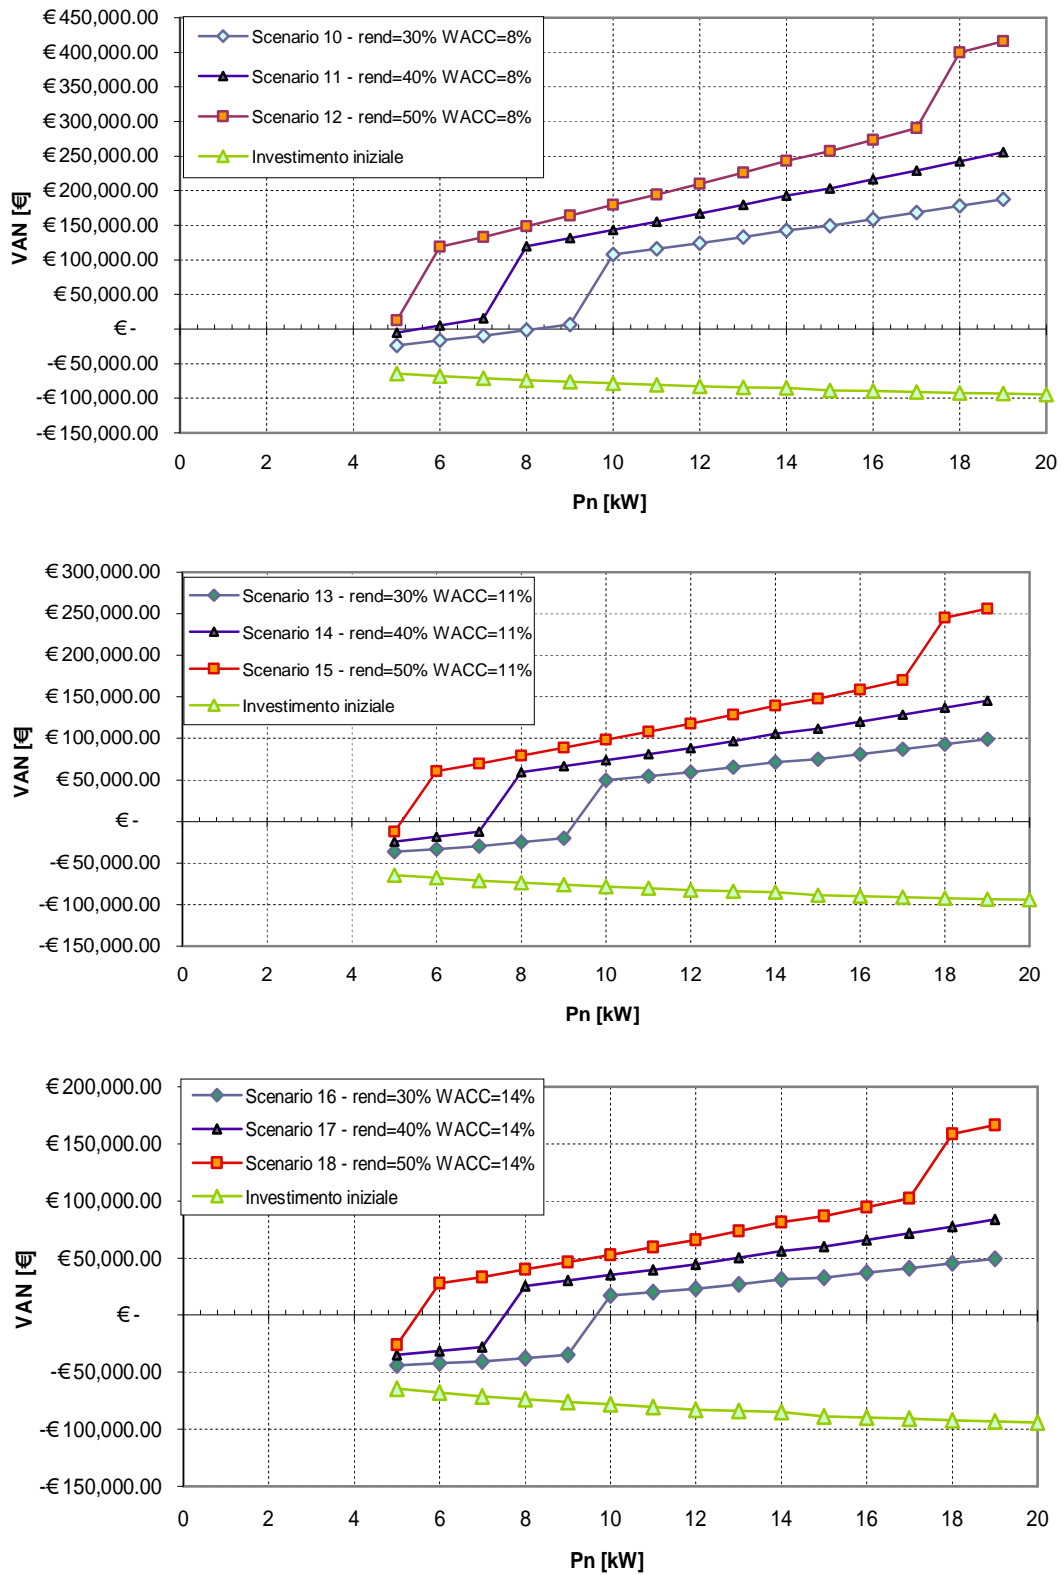 € 450,000.00
€ 400,000.00
€ 350,000.00
€ 300,000.00
€ 250,000.00
€ 200,000.00
€ 150,000.00
€ 100,000.00
€ 50,000.00
€ -
-€ 50,000.00
-€ 100,000.00
-€ 150,000.00
VAN [€]
Scenario 10 - rend=30% WACC=8%
Scenario 11 - rend=40% WACC=8%
Scenario 12 - rend=50% WACC=8%
Investimento iniziale
0 2 4 6 8 10 12 14 16 18 20
Pn [kW]
€ 300,000.00
€ 250,000.00
€ 200,000.00
€ 150,000.00
€ 100,000.00
€ 50,000.00
€ -
-€ 50,000.00
-€ 100,000.00
-€ 150,000.00
VAN [€]
Scenario 13 - rend=30% WACC=11%
Scenario 14 - rend=40% WACC=11%
Scenario 15 - rend=50% WACC=11%
Investimento iniziale
0 2 4 6 8 10 12 14 16 18 20
Pn [kW]
€ 200,000.00
€ 150,000.00
€ 100,000.00
€ 50,000.00
€ -
-€ 50,000.00
-€ 100,000.00
-€ 150,000.00
VAN [€]
Scenario 16 - rend=30% WACC=14%
Scenario 17 - rend=40% WACC=14%
Scenario 18 - rend=50% WACC=14%
Investimento iniziale
0 2 4 6 8 10 12 14 16 18 20
Pn [kW]